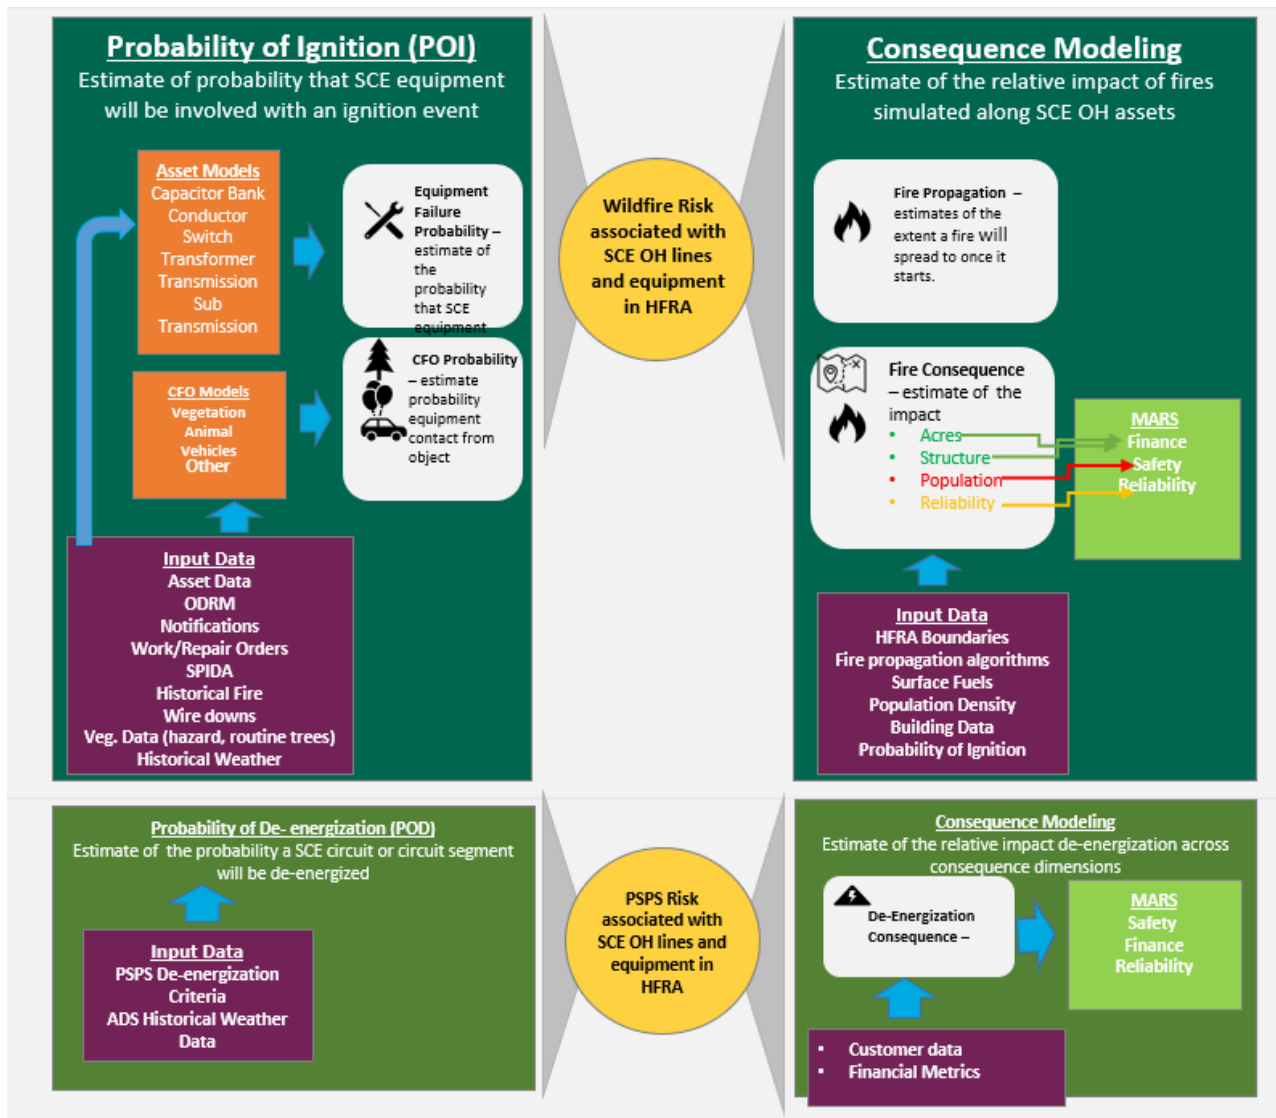 Probability of Ignition (POI)
Estimate of probability that SCE equipment
will be involved with an ignition event
Asset Models
Capacitor Bank
Conductor
Switch
Transformer
Transmission
Sub
Transmission
Equipment
Failure
Probability –
estimate of
the
probability
that SCE
equipment
CFO Models
Vegetation
Animal
Vehicles
Other
CFO Probability
– estimate
probability
equipment
contact from
object
Input Data
Asset Data
ODRM
Notifications
Work/Repair Orders
SPIDA
Historical Fire
Wire downs
Veg. Data (hazard, routine trees)
Historical Weather
Wildfire Risk
associated with
SCE OH lines
and equipment
in HFRA
Consequence Modeling
Estimate of the relative impact of fires
simulated along SCE OH assets
Fire Propagation –
estimates of the
extent a fire will
spread to once it
starts.
Fire Consequence
– estimate of the
impact
• Acres
• Structure
• Population
• Reliability
MARS
Finance
Safety
Reliability
Input Data
HFRA Boundaries
Fire propagation algorithms
Surface Fuels
Population Density
Building Data
Probability of Ignition
Probability of De- energization (POD)
Estimate of the probability a SCE circuit or circuit segment
will be de-energized
Input Data
PSPS De-energization
Criteria
ADS Historical Weather
Data
PSPS Risk
associated with
SCE OH lines and
equipment in
HFRA
Consequence Modeling
Estimate of the relative impact de-energization across
consequence dimensions
De-Energization
Consequence –
MARS
Safety
Finance
Reliability
• Customer data
• Financial Metrics